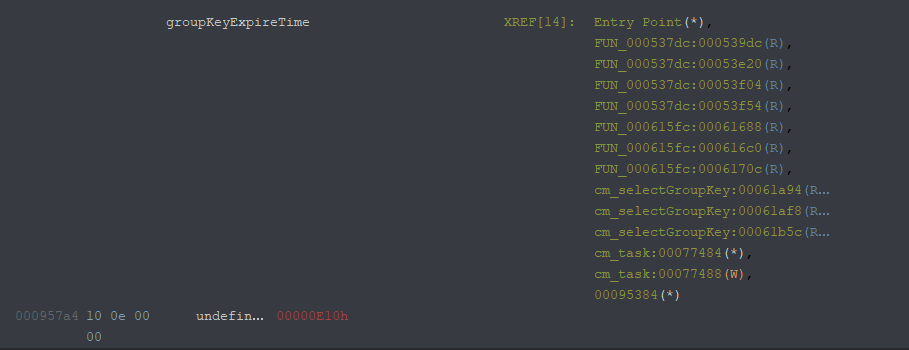 groupKeyExpireTime XREF[14]: Entry Point(*),
FUN_000537dc:000539dc(R),
FUN_000537dc:00053e20(R),
FUN_000537dc:00053f04(R),
FUN_000537dc:00053f54(R),
FUN_000615fc:00061688(R),
FUN_000615fc:000616c0(R),
FUN_000615fc:0006170c(R),
cm_selectGroupKey:00061a94(R...
cm_selectGroupKey:00061af8(R...
cm_selectGroupKey:00061b5c(R...
cm_task:00077484(*),
cm_task:00077488(W),
00095384(*)
000957a4 10 0e 00 undefin... 00000E10h
00